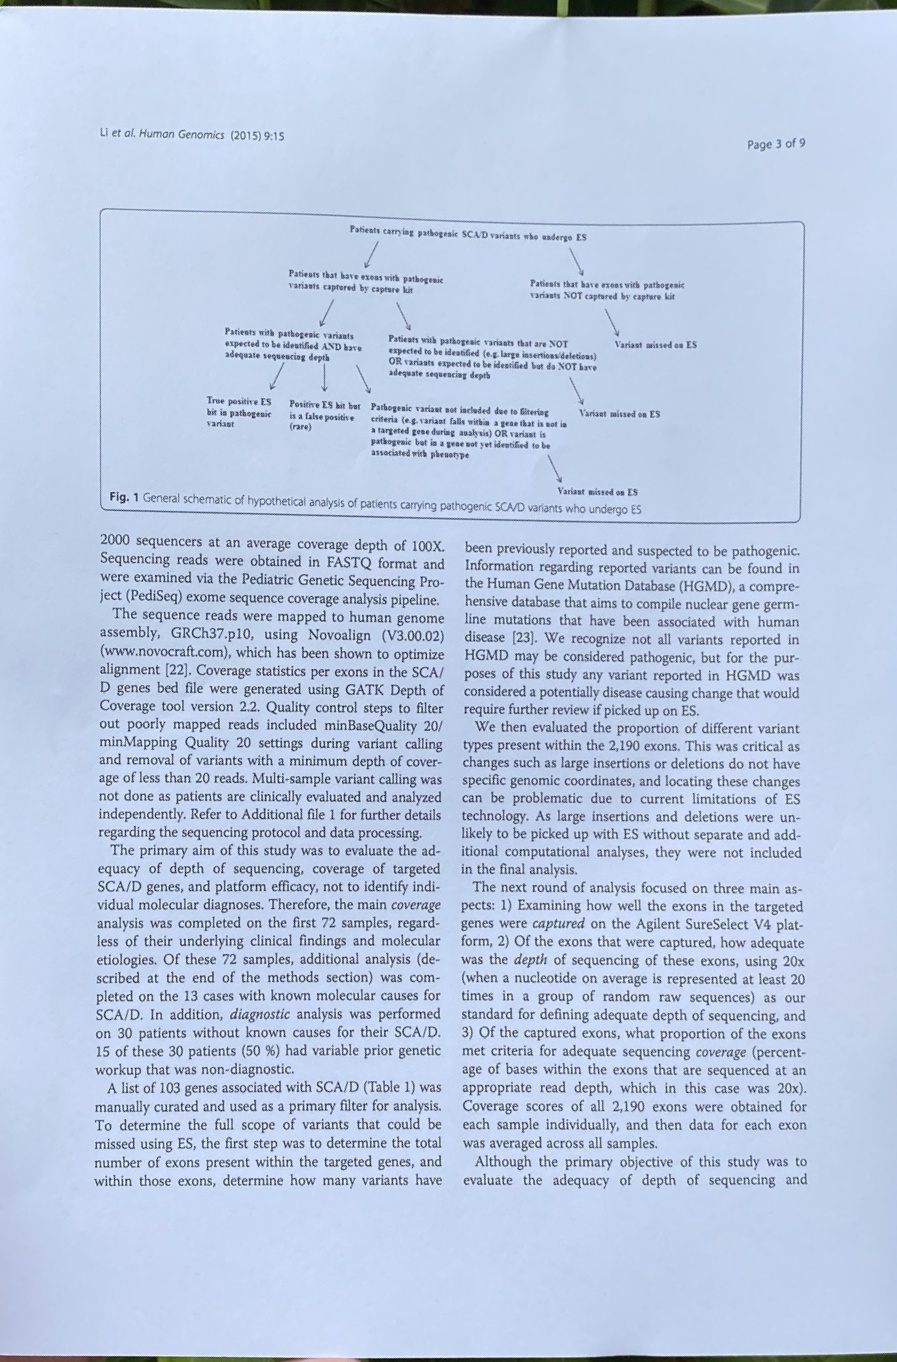 Li et al. Human Genomics (2015) 9:15
Page 3 of 9
Patients carrying pathogenic SCA/D variants who undergo ES
Patients that have exons with pathogenic
variants captured by capture kit
Patients that have exons with pathogenic
variants NOT captured by capture kit
Patients with pathogenic variants
expected to be identified AND have
adequate sequencing depth
Patients with pathogenic variants that are NOT
expected to be identified (e.g. large insertions/deletions)
OR variants expected to be identified but do NOT have
adequate sequencing depth
Variant missed on ES
True positive ES
hit in pathogenic
variant
Positive ES hit but
is a false positive
(rare)
Pathogenic variant not included due to filtering
criteria (e.g. variant falls within a gene that is not in
a targeted gene during analysis) OR variant is
pathogenic but in a gene not yet identified to be
associated with phenotype
Variant missed on ES
Variant missed on ES
Fig. 1 General schematic of hypothetical analysis of patients carrying pathogenic SCA/D variants who undergo ES
2000 sequencers at an average coverage depth of 100X.
Sequencing reads were obtained in FASTQ format and
were examined via the Pediatric Genetic Sequencing Pro-
ject (PediSeq) exome sequence coverage analysis pipeline.
The sequence reads were mapped to human genome
assembly, GRCh37.p10, using Novoalign (V3.00.02)
(www.novocraft.com), which has been shown to optimize
alignment [22]. Coverage statistics per exons in the SCA/
D genes bed file were generated using GATK Depth of
Coverage tool version 2.2. Quality control steps to filter
out poorly mapped reads included minBaseQuality 20/
minMapping Quality 20 settings during variant calling
and removal of variants with a minimum depth of cover-
age of less than 20 reads. Multi-sample variant calling was
not done as patients are clinically evaluated and analyzed
independently. Refer to Additional file 1 for further details
regarding the sequencing protocol and data processing.
The primary aim of this study was to evaluate the ad-
equacy of depth of sequencing, coverage of targeted
SCA/D genes, and platform efficacy, not to identify indi-
vidual molecular diagnoses. Therefore, the main coverage
analysis was completed on the first 72 samples, regard-
less of their underlying clinical findings and molecular
etiologies. Of these 72 samples, additional analysis (de-
scribed at the end of the methods section) was com-
pleted on the 13 cases with known molecular causes for
SCA/D. In addition, diagnostic analysis was performed
on 30 patients without known causes for their SCA/D.
15 of these 30 patients (50 %) had variable prior genetic
workup that was non-diagnostic.
A list of 103 genes associated with SCA/D (Table 1) was
manually curated and used as a primary filter for analysis.
To determine the full scope of variants that could be
missed using ES, the first step was to determine the total
number of exons present within the targeted genes, and
within those exons, determine how many variants have
been previously reported and suspected to be pathogenic.
Information regarding reported variants can be found in
the Human Gene Mutation Database (HGMD), a compre-
hensive database that aims to compile nuclear gene germ-
line mutations that have been associated with human
disease [23]. We recognize not all variants reported in
HGMD may be considered pathogenic, but for the pur-
poses of this study any variant reported in HGMD was
considered a potentially disease causing change that would
require further review if picked up on ES.
We then evaluated the proportion of different variant
types present within the 2,190 exons. This was critical as
changes such as large insertions or deletions do not have
specific genomic coordinates, and locating these changes
can be problematic due to current limitations of ES
technology. As large insertions and deletions were un-
likely to be picked up with ES without separate and add-
itional computational analyses, they were not included
in the final analysis.
The next round of analysis focused on three main as-
pects: 1) Examining how well the exons in the targeted
genes were captured on the Agilent SureSelect V4 plat-
form, 2) Of the exons that were captured, how adequate
was the depth of sequencing of these exons, using 20x
(when a nucleotide on average is represented at least 20
times in a group of random raw sequences) as our
standard for defining adequate depth of sequencing, and
3) Of the captured exons, what proportion of the exons
met criteria for adequate sequencing coverage (percent-
age of bases within the exons that are sequenced at an
appropriate read depth, which in this case was 20x).
Coverage scores of all 2,190 exons were obtained for
each sample individually, and then data for each exon
was averaged across all samples.
Although the primary objective of this study was to
evaluate the adequacy of depth of sequencing and